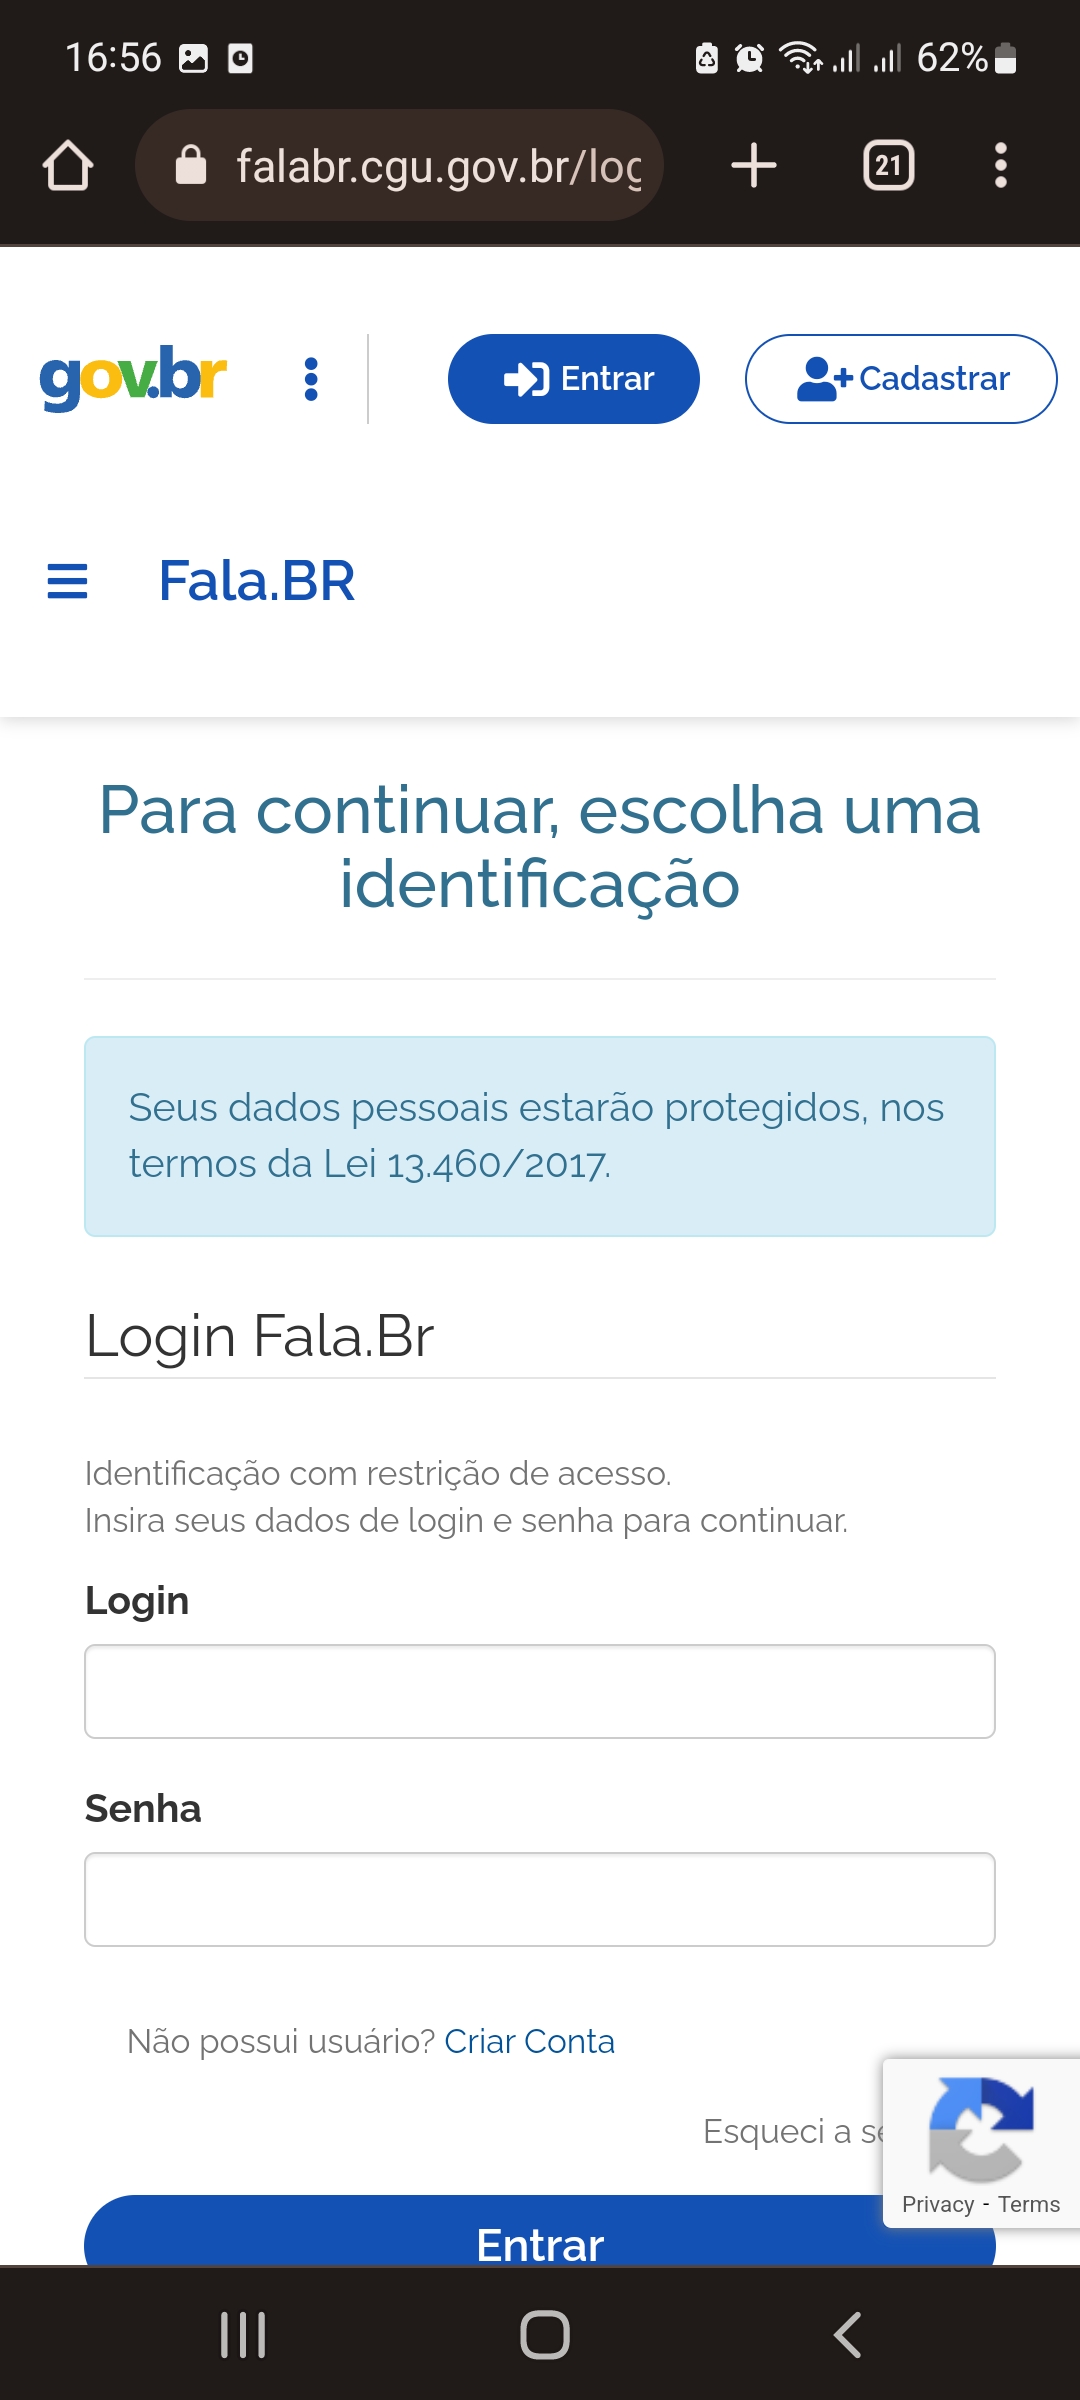 16:56
62%
falabr.cgu.gov.br/log
21
gov.br
Entrar
Cadastrar
Fala.BR
Para continuar, escolha uma
identificação
Seus dados pessoais estarão protegidos, nos
termos da Lei 13.460/2017.
Login Fala.Br
Identificação com restrição de acesso.
Insira seus dados de login e senha para continuar.
Login
Senha
Não possui usuário? Criar Conta
Esqueci a se
Privacy - Terms
Entrar